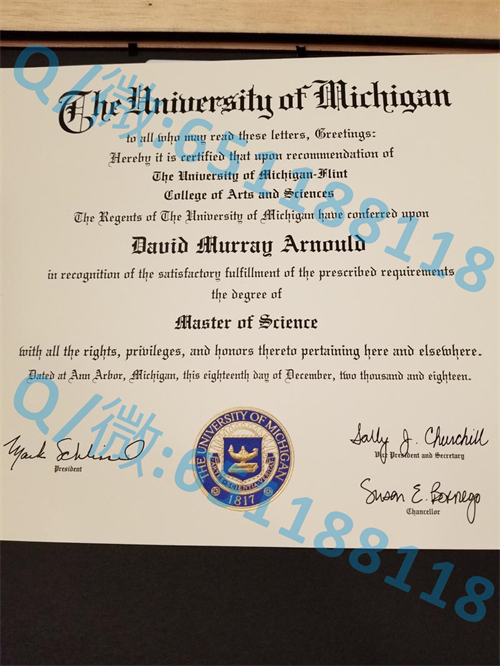 The University of Michigan
to all who may read these letters, Greetings:
Hereby it is certified that upon recommendation of
The University of Michigan-Flint
College of Arts and Sciences
The Regents of The University of Michigan have conferred upon
David Murray Arnould
in recognition of the satisfactory fulfillment of the prescribed requirements
the degree of
Master of Science
with all the rights, privileges, and honors thereto pertaining here and elsewhere.
Dated at Ann Arbor, Michigan, this eighteenth day of December, two thousand and eighteen.
Mark Schlissel
President
THE UNIVERSITY OF MICHIGAN
ARTES SCIENTIA VERITAS
1817
Sally J. Churchill
Vice President and Secretary
Susan E. Borrego
Chancellor
Q/微:651188118
Q/微:651188118